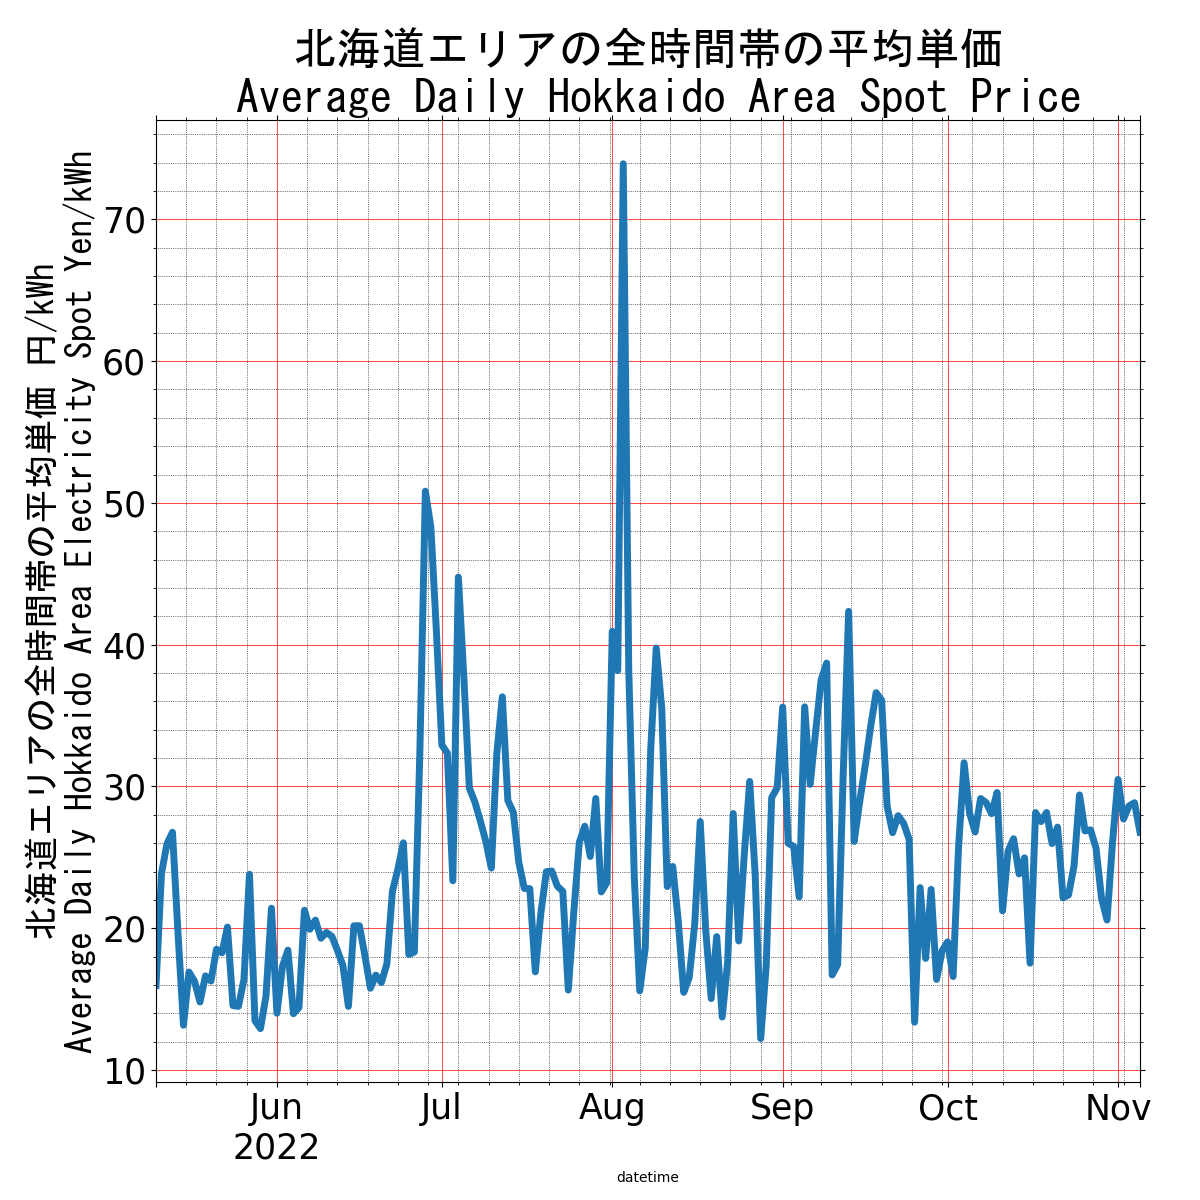 北海道エリアの全時間帯の平均単価
Average Daily Hokkaido Area Spot Price
北海道エリアの全時間帯の平均単価 円/kWh
Average Daily Hokkaido Area Electricity Spot Yen/kWh
70
60
50
40
30
20
10
Jun
2022
Jul
Aug
Sep
Oct
Nov
datetime